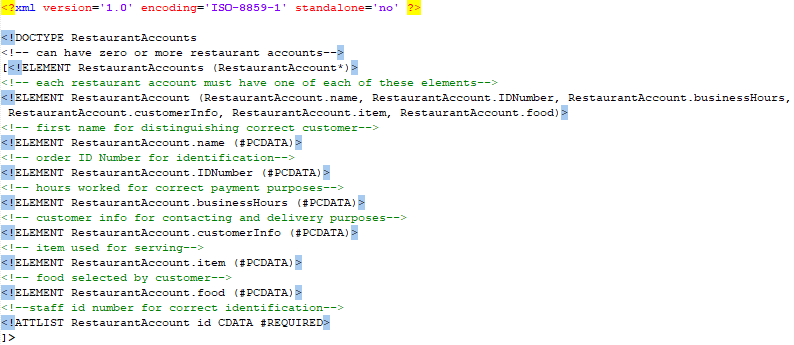 <?xml version='1.0' encoding='ISO-8859-1' standalone='no' ?>
<!DOCTYPE RestaurantAccounts
<!-- can have zero or more restaurant accounts-->
[<!ELEMENT RestaurantAccounts (RestaurantAccount*)>
<!-- each restaurant account must have one of each of these elements-->
<!ELEMENT RestaurantAccount (RestaurantAccount.name, RestaurantAccount.IDNumber, RestaurantAccount.businessHours,
RestaurantAccount.customerInfo, RestaurantAccount.item, RestaurantAccount.food)>
<!-- first name for distinguishing correct customer-->
<!ELEMENT RestaurantAccount.name (#PCDATA)>
<!-- order ID Number for identification-->
<!ELEMENT RestaurantAccount.IDNumber (#PCDATA)>
<!-- hours worked for correct payment purposes-->
<!ELEMENT RestaurantAccount.businessHours (#PCDATA)>
<!-- customer info for contacting and delivery purposes-->
<!ELEMENT RestaurantAccount.customerInfo (#PCDATA)>
<!-- item used for serving-->
<!ELEMENT RestaurantAccount.item (#PCDATA)>
<!-- food selected by customer-->
<!ELEMENT RestaurantAccount.food (#PCDATA)>
<!--staff id number for correct identification-->
<!ATTLIST RestaurantAccount id CDATA #REQUIRED>
]>